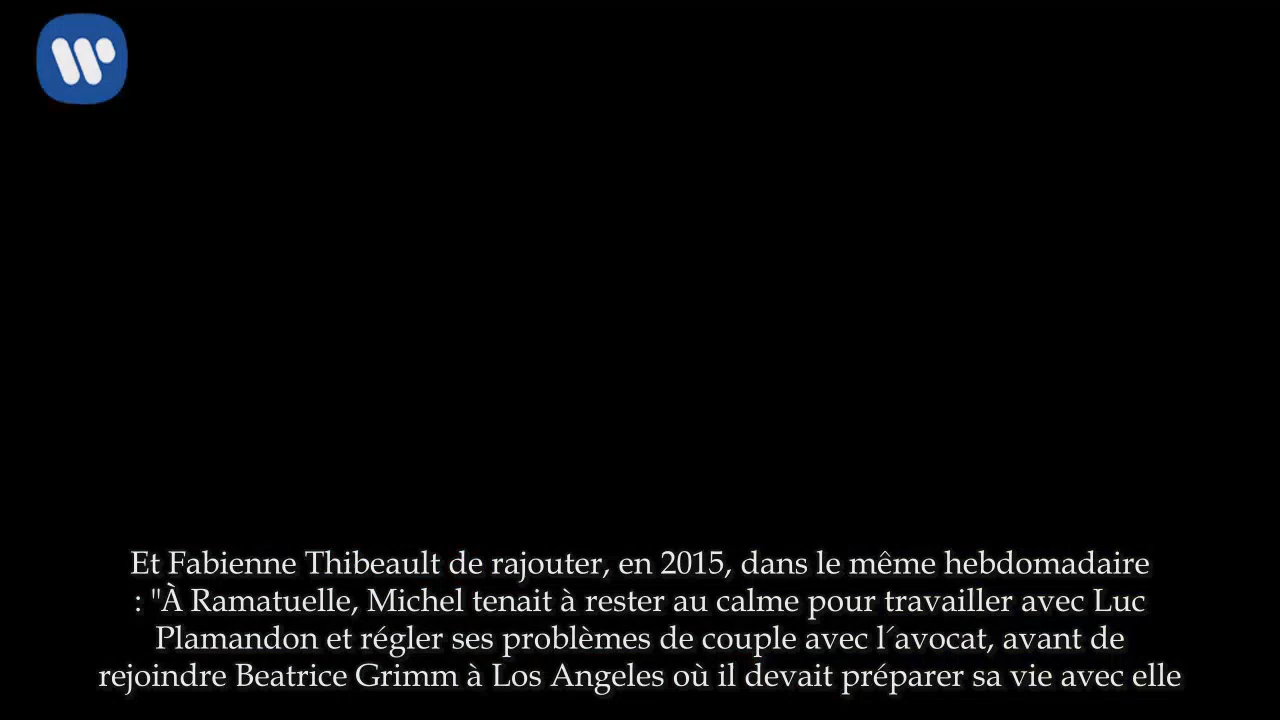 Et Fabienne Thibeault de rajouter, en 2015, dans le même hebdomadaire
: "À Ramatuelle, Michel tenait à rester au calme pour travailler avec Luc
Plamandon et régler ses problèmes de couple avec l´avocat, avant de
rejoindre Beatrice Grimm à Los Angeles où il devait préparer sa vie avec elle